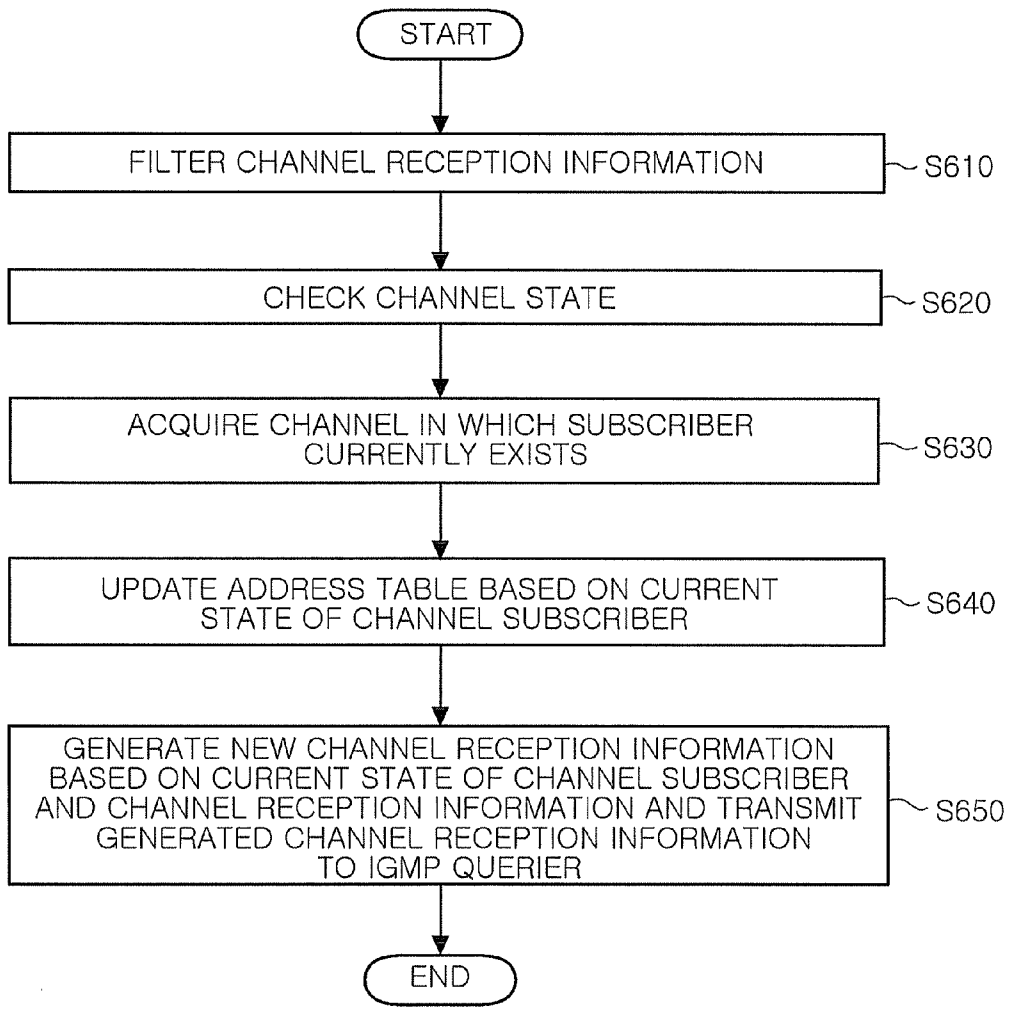 START
FILTER CHANNEL RECEPTION INFORMATION
S610
CHECK CHANNEL STATE
S620
ACQUIRE CHANNEL IN WHICH SUBSCRIBER
CURRENTLY EXISTS
S630
UPDATE ADDRESS TABLE BASED ON CURRENT
STATE OF CHANNEL SUBSCRIBER
S640
GENERATE NEW CHANNEL RECEPTION INFORMATION
BASED ON CURRENT STATE OF CHANNEL SUBSCRIBER
AND CHANNEL RECEPTION INFORMATION AND TRANSMIT
GENERATED CHANNEL RECEPTION INFORMATION
TO IGMP QUERIER
S650
END